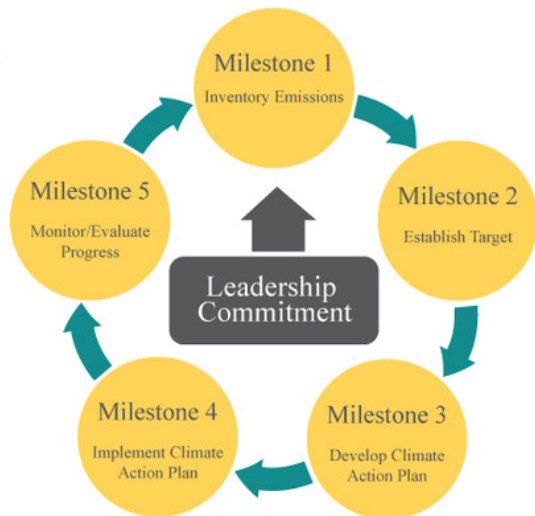 Milestone 1
Inventory Emissions
Milestone 2
Establish Target
Milestone 3
Develop Climate
Action Plan
Milestone 4
Implement Climate
Action Plan
Milestone 5
Monitor/Evaluate
Progress
Leadership
Commitment